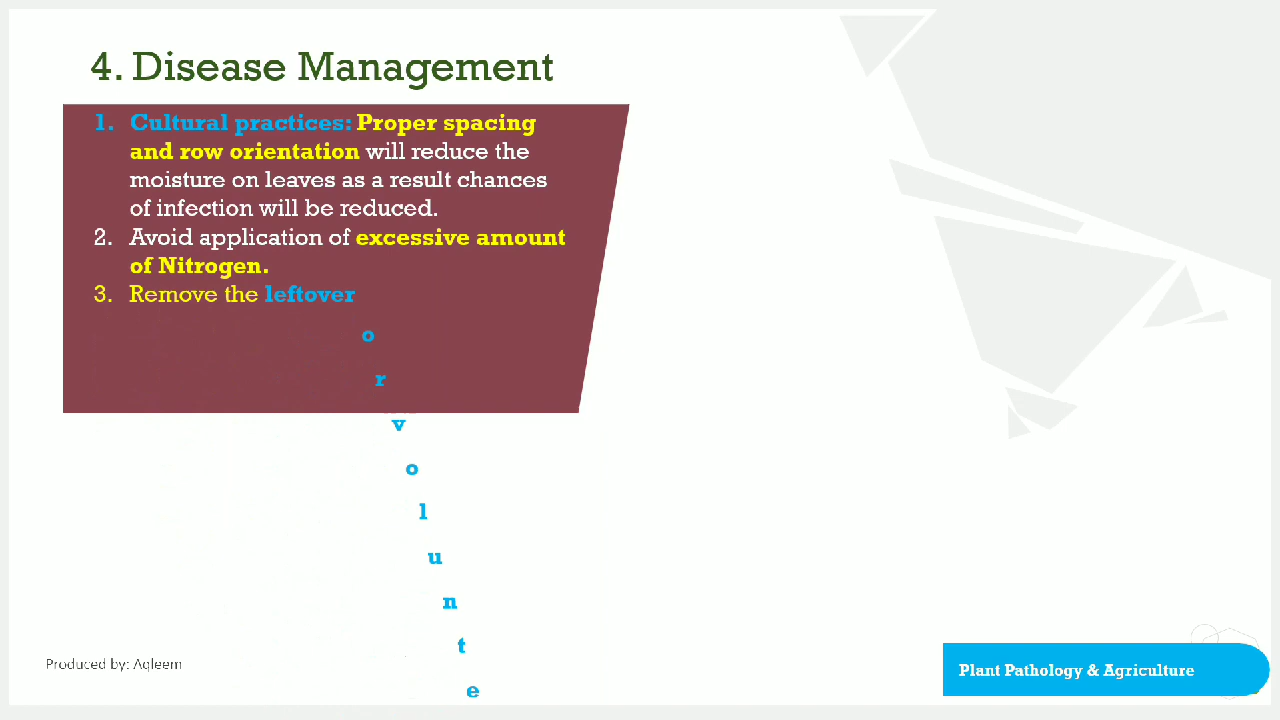 4. Disease Management
1. Cultural practices: Proper spacing
and row orientation will reduce the
moisture on leaves as a result chances
of infection will be reduced.
2. Avoid application of excessive amount
of Nitrogen.
3. Remove the leftover
o
r
v
o
l
u
n
t
e
Produced by: Aqleem
Plant Pathology & Agriculture